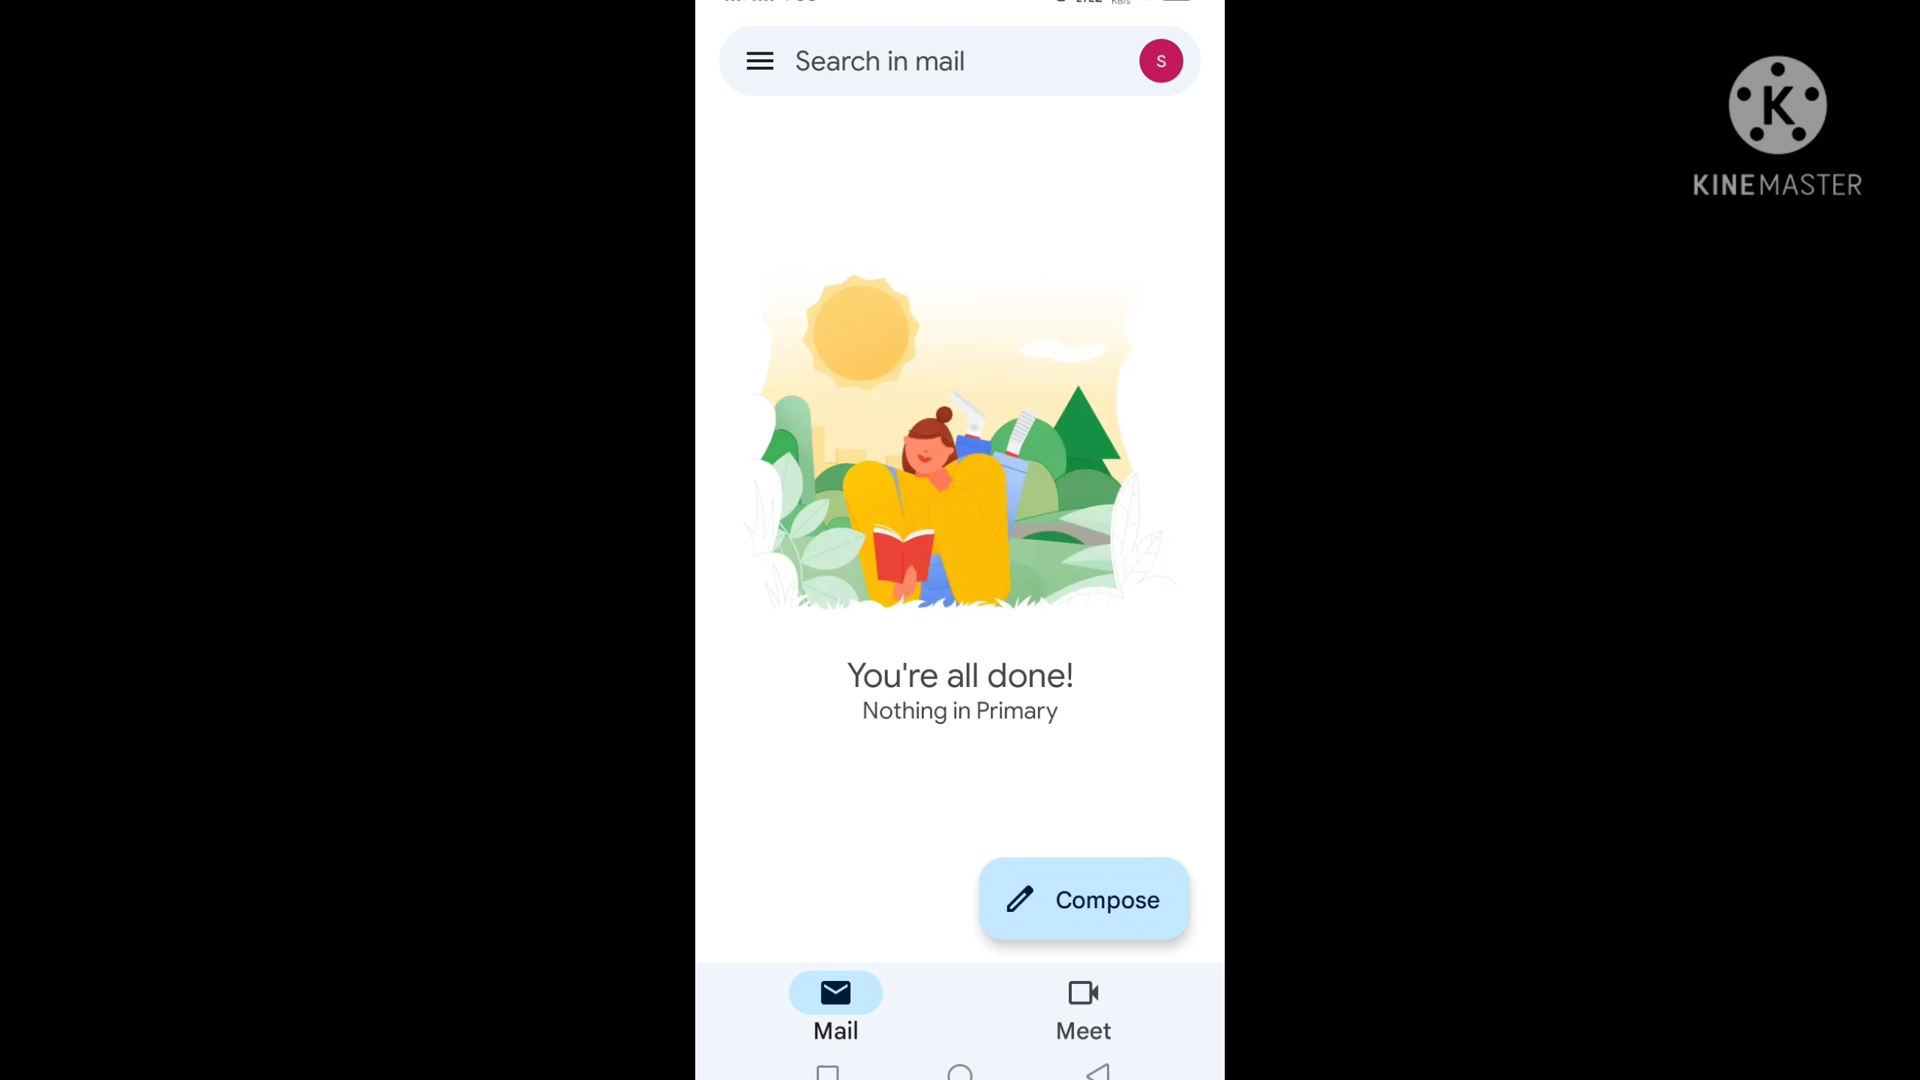 Search in mail
S
K
KINEMASTER
You're all done!
Nothing in Primary
Compose
Mail
Meet